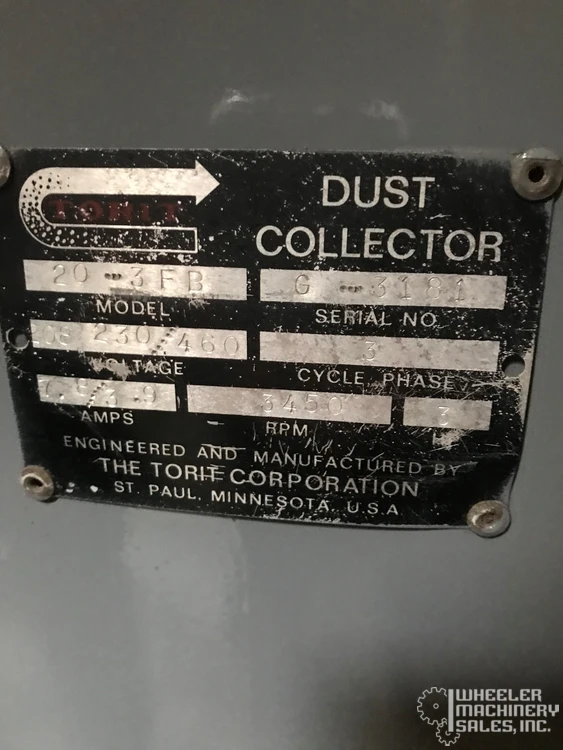 TORIT
DUST
COLLECTOR
20-3FB
G-3181
MODEL
SERIAL NO.
230/460
3
VOLTAGE
CYCLE PHASE
3450
3
AMPS
RPM
ENGINEERED AND MANUFACTURED BY
THE TORIT CORPORATION
ST. PAUL, MINNESOTA, U.S.A
WHEELER
MACHINERY
SALES, INC.